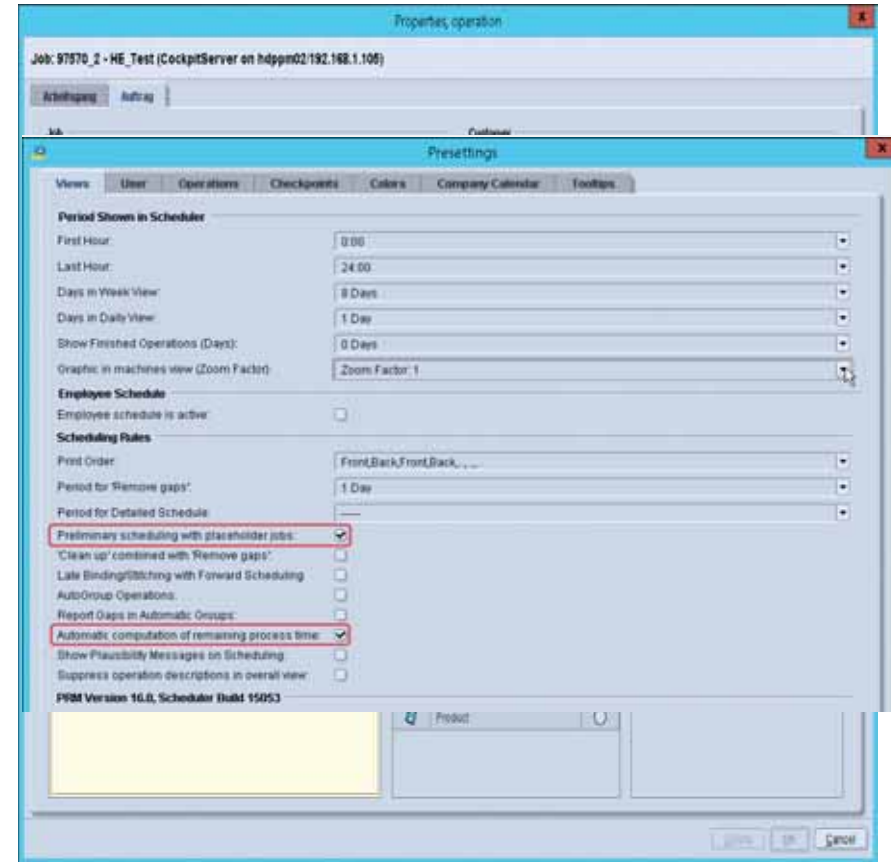 Properties, operation
Job: 97570_2 - HE_Test (CockpitServer on hdppm02/192.168.1.105)
Arbeitsgang Auftrag
Job Customer
Presettings
Views User Operations Checkpoints Colors Company Calendar Tooltips
Period Shown in Scheduler
First Hour: 0:00
Last Hour: 24:00
Days in Week View: 8 Days
Days in Daily View: 1 Day
Show Finished Operations (Days): 0 Days
Graphic in machines view (Zoom Factor) Zoom Factor: 1
Employee Schedule
Employee schedule is active:
Scheduling Rules
Print Order: Front,Back,Front,Back, , , ,
Period for 'Remove gaps': 1 Day
Period for Detailed Schedule: -----
Preliminary scheduling with placeholder jobs:
'Clean up' combined with 'Remove gaps':
Late Binding/Stitching with Forward Scheduling
AutoGroup Operations:
Report Gaps in Automatic Groups:
Automatic computation of remaining process time:
Show Plausibility Messages on Scheduling:
Suppress operation descriptions in overall view:
PRM Version 16.0, Scheduler Build 15053
Product
OK Cancel